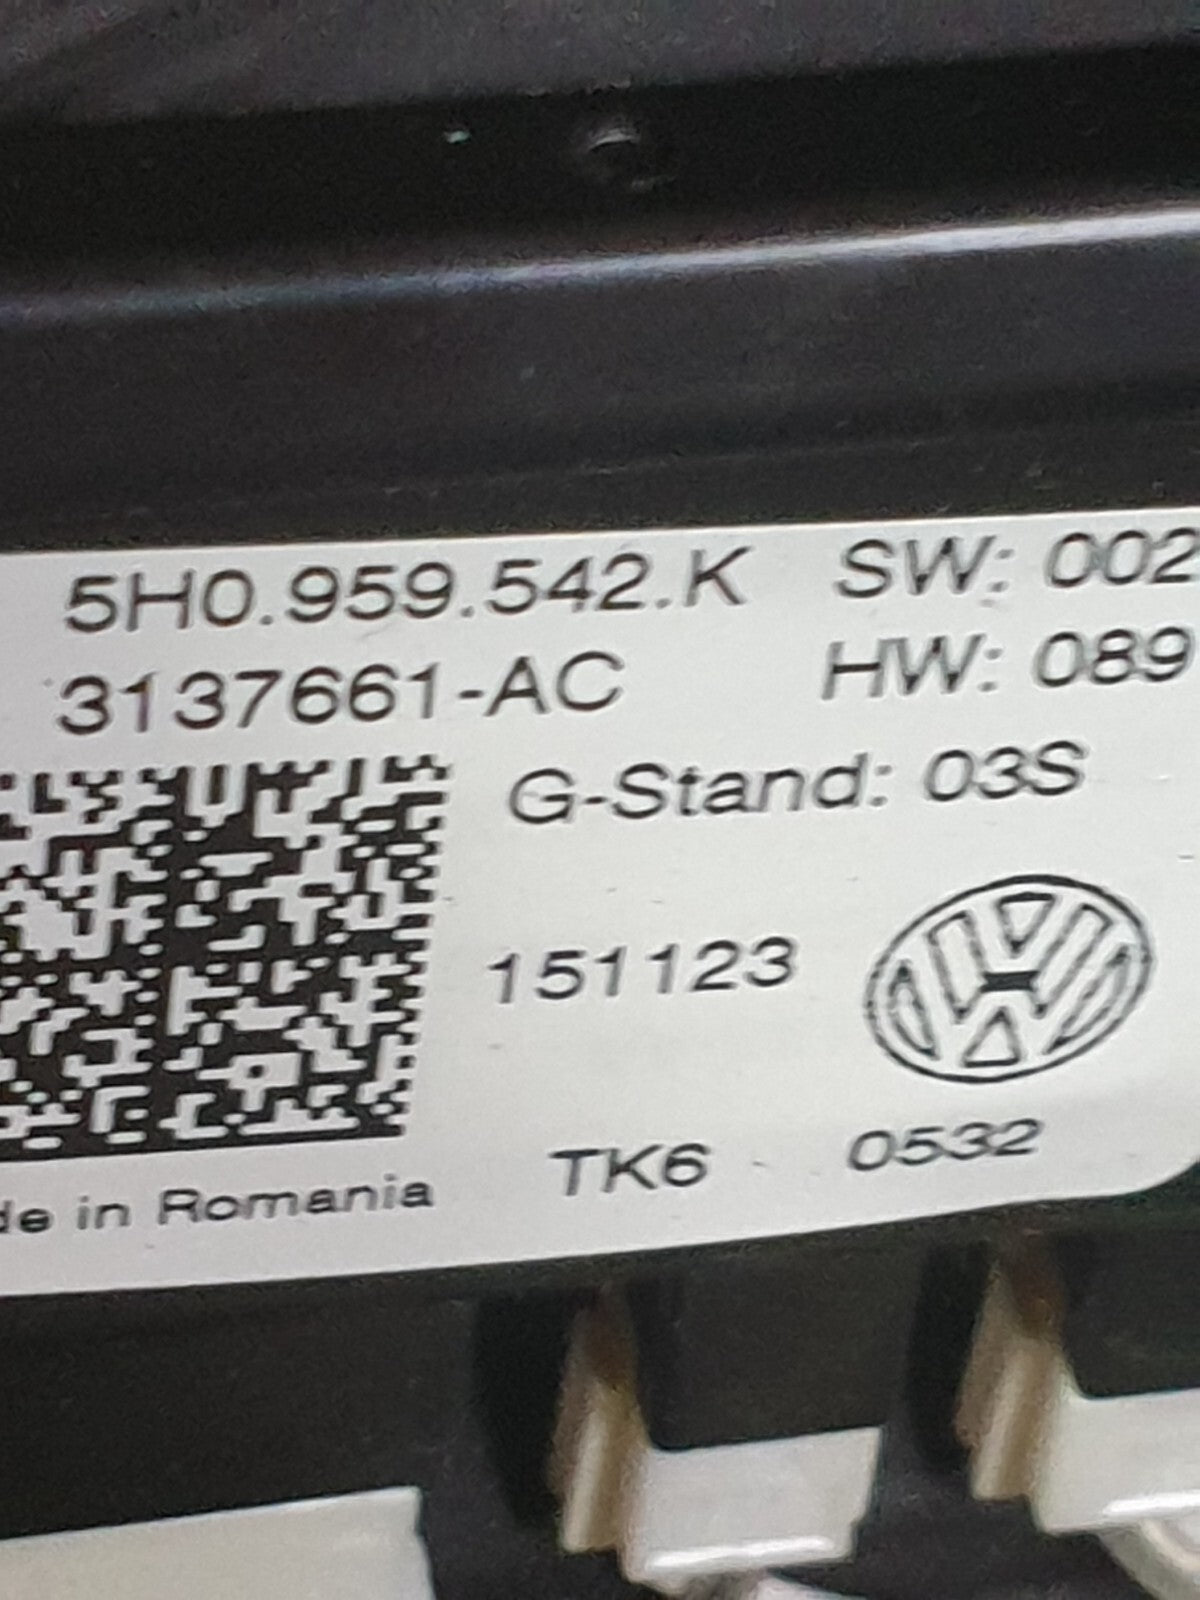 5H0.959.542.K SW: 002
3137661-AC HW: 089
G-Stand: 03S
151123
TK6 0532
de in Romania